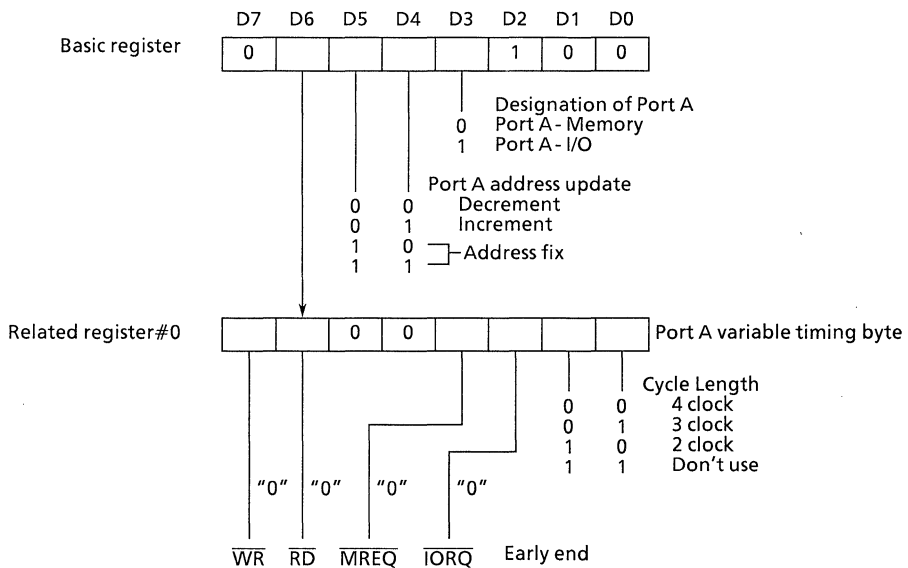 D7 D6 D5 D4 D3 D2 D1 D0
Basic register 0 1 0 0
Designation of Port A
0 Port A - Memory
1 Port A - I/O
Port A address update
0 0 Decrement
0 1 Increment
1 0
Address fix
1 1
Related register#0 0 0 Port A variable timing byte
Cycle Length
0 0 4 clock
0 1 3 clock
1 0 2 clock
1 1 Don't use
"0" "0" "0" "0"
WR RD MREQ IORQ Early end